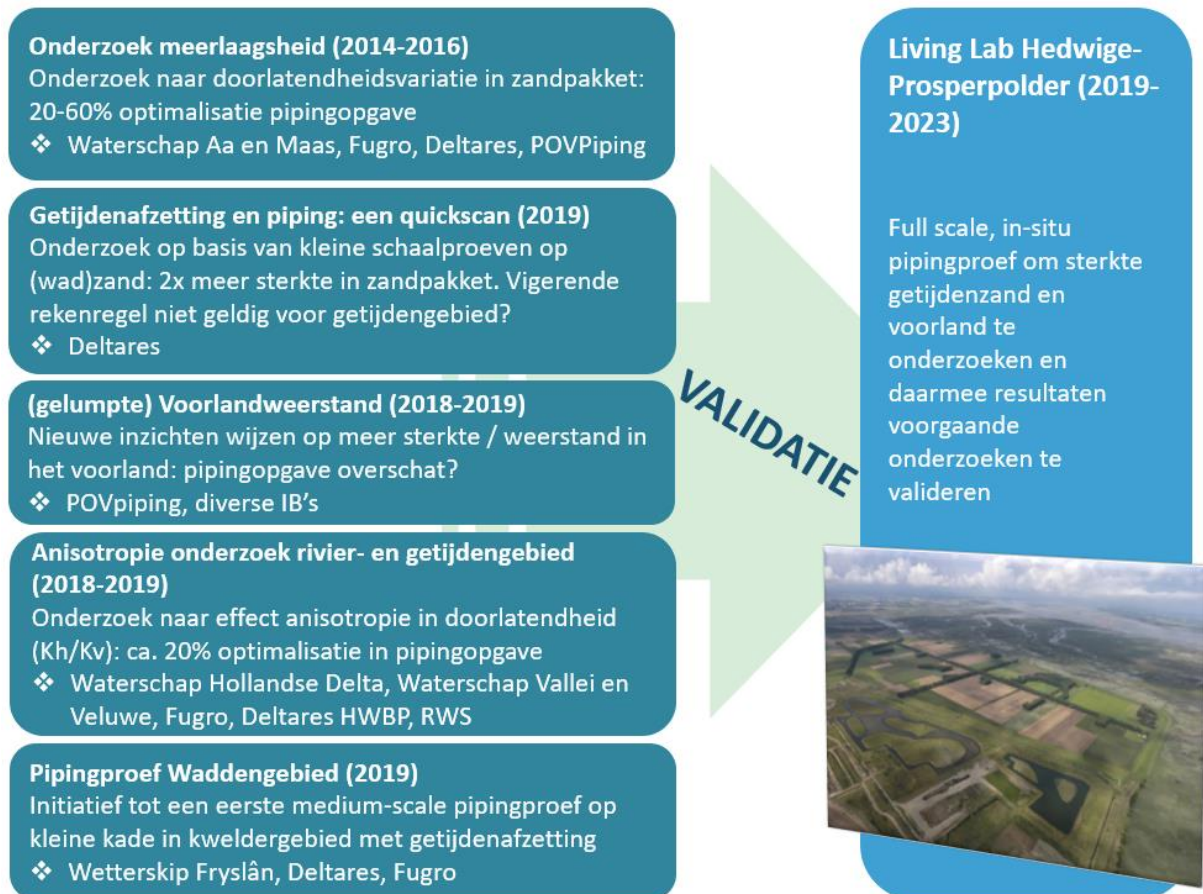 Onderzoek meerlaagsheid (2014-2016)
Onderzoek naar doorlatendheidsvariatie in zandpakket:
20-60% optimalisatie pipingopgave
❖ Waterschap Aa en Maas, Fugro, Deltares, POVPiping
Getijdenafzetting en piping: een quickscan (2019)
Onderzoek op basis van kleine schaalproeven op
(wad)zand: 2x meer sterkte in zandpakket. Vigerende
rekenregel niet geldig voor getijdengebied?
❖ Deltares
(gelumpte) Voorlandweerstand (2018-2019)
Nieuwe inzichten wijzen op meer sterkte / weerstand in
het voorland: pipingopgave overschat?
❖ POVpiping, diverse IB's
Anisotropie onderzoek rivier- en getijdengebied
(2018-2019)
Onderzoek naar effect anisotropie in doorlatendheid
(Kh/Kv): ca. 20% optimalisatie in pipingopgave
❖ Waterschap Hollandse Delta, Waterschap Vallei en
Veluwe, Fugro, Deltares HWBP, RWS
Pipingproef Waddengebied (2019)
Initiatief tot een eerste medium-scale pipingproef op
kleine kade in kweldergebied met getijdenafzetting
❖ Wetterskip Fryslân, Deltares, Fugro
VALIDATIE
Living Lab Hedwige-
Prosperpolder (2019-
2023)
Full scale, in-situ
pipingproef om sterkte
getijdenzand en
voorland te
onderzoeken en
daarmee resultaten
voorgaande
onderzoeken te
valideren